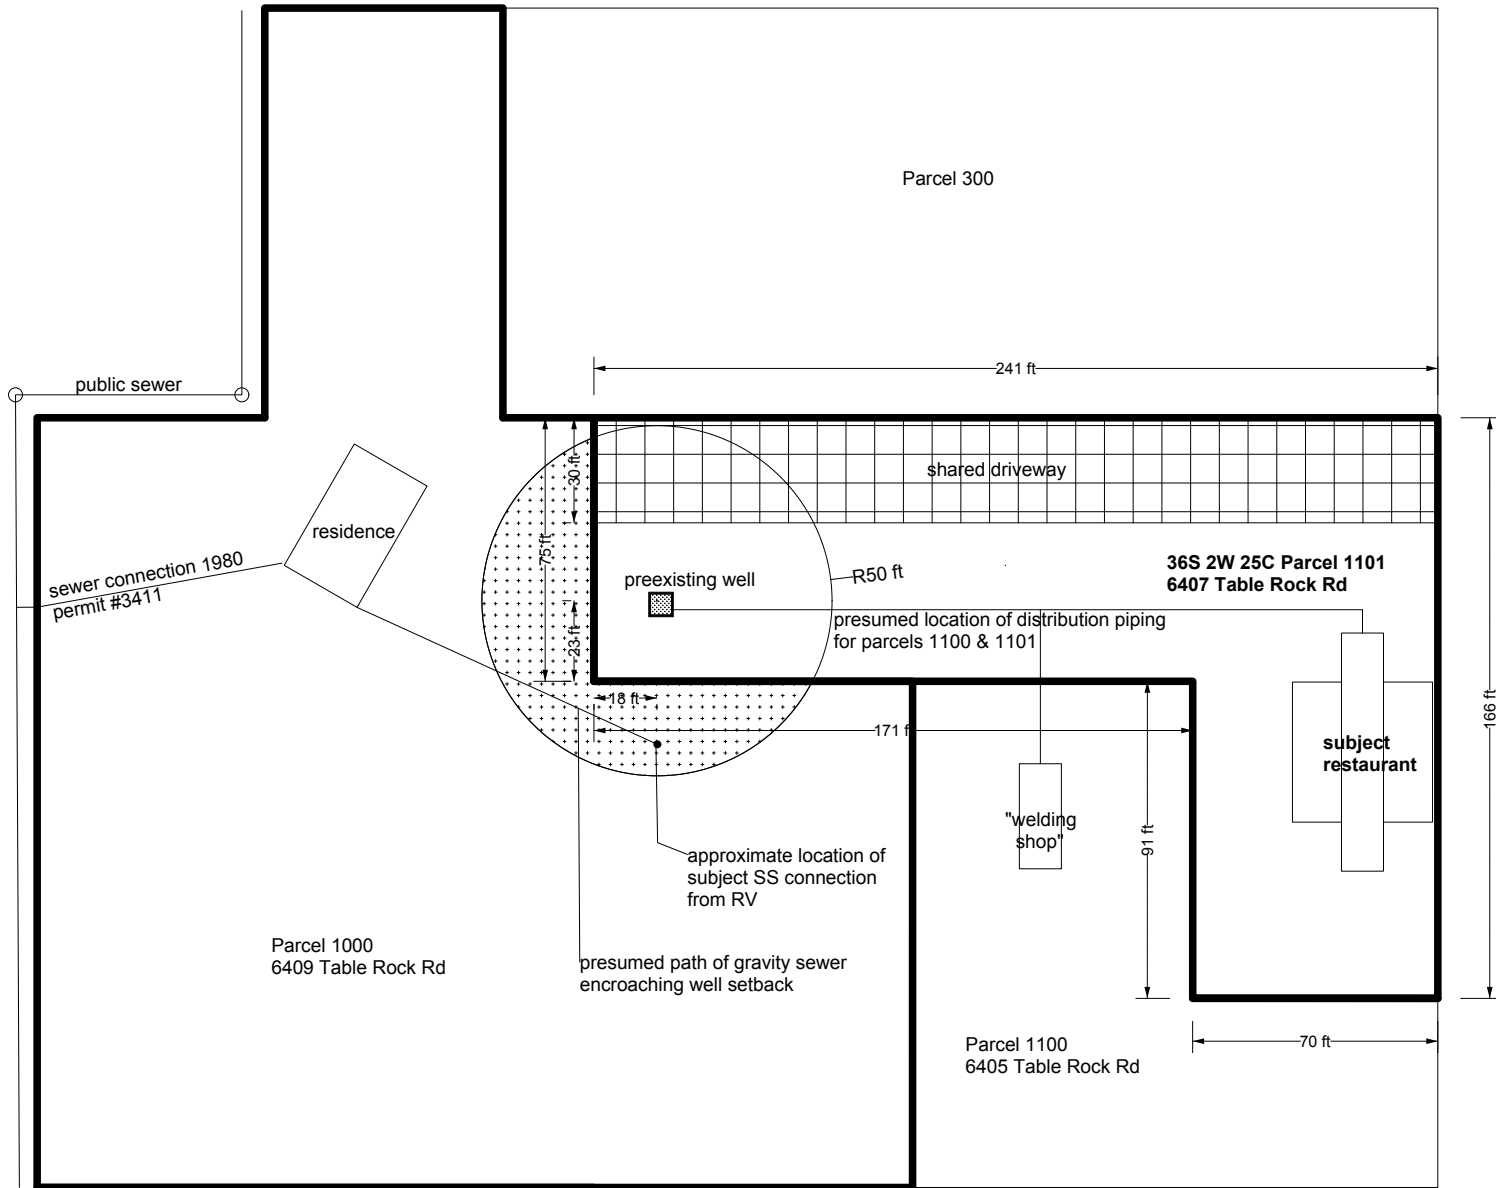 Parcel 300
241 ft
public sewer
30 ft
shared driveway
residence
75 ft
36S 2W 25C Parcel 1101
6407 Table Rock Rd
sewer connection 1980
permit #3411
preexisting well
R50 ft
presumed location of distribution piping
for parcels 1100 & 1101
23 ft
18 ft
171 ft
166 ft
subject
restaurant
"welding
shop"
91 ft
approximate location of
subject SS connection
from RV
Parcel 1000
6409 Table Rock Rd
presumed path of gravity sewer
encroaching well setback
Parcel 1100
6405 Table Rock Rd
70 ft